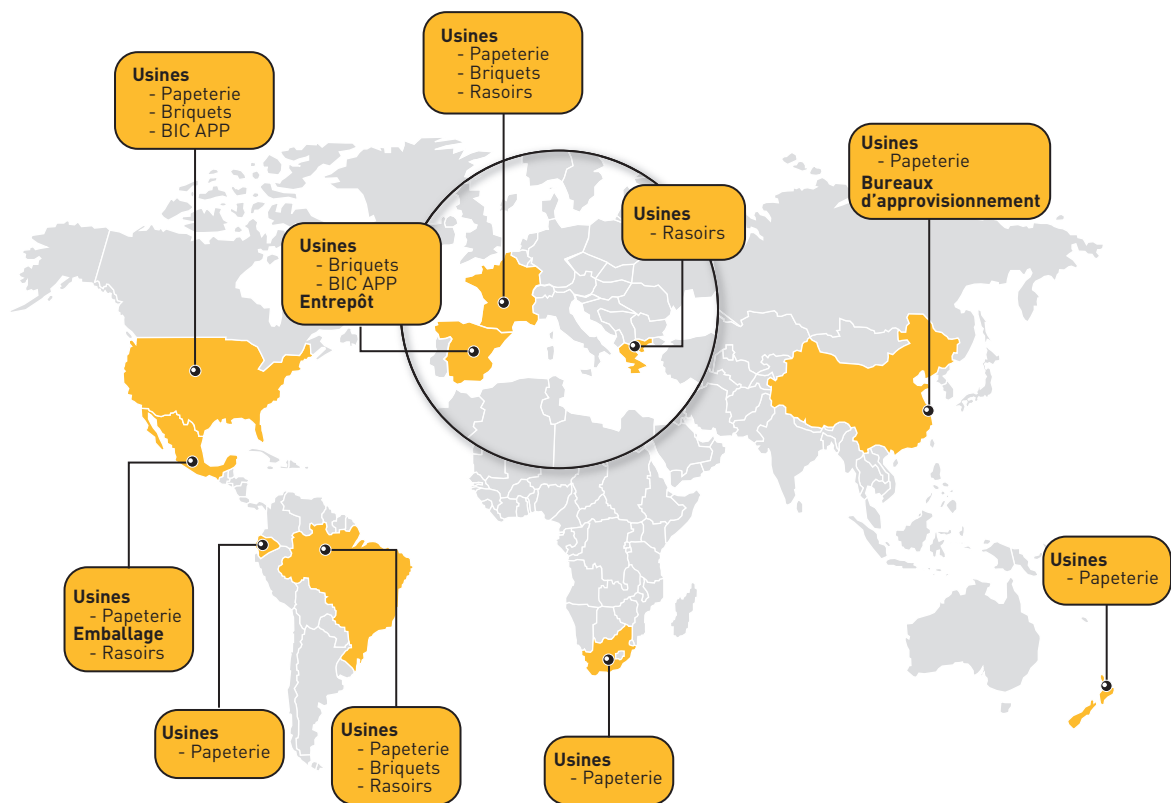 Usines
- Papeterie
- Briquets
- Rasoirs
Usines
- Papeterie
- Briquets
- BIC APP
Usines
- Papeterie
Bureaux
d’approvisionnement
Usines
- Rasoirs
Usines
- Briquets
- BIC APP
Entrepôt
Usines
- Papeterie
Usines
- Papeterie
Emballage
- Rasoirs
Usines
- Papeterie
Usines
- Papeterie
- Briquets
- Rasoirs
Usines
- Papeterie